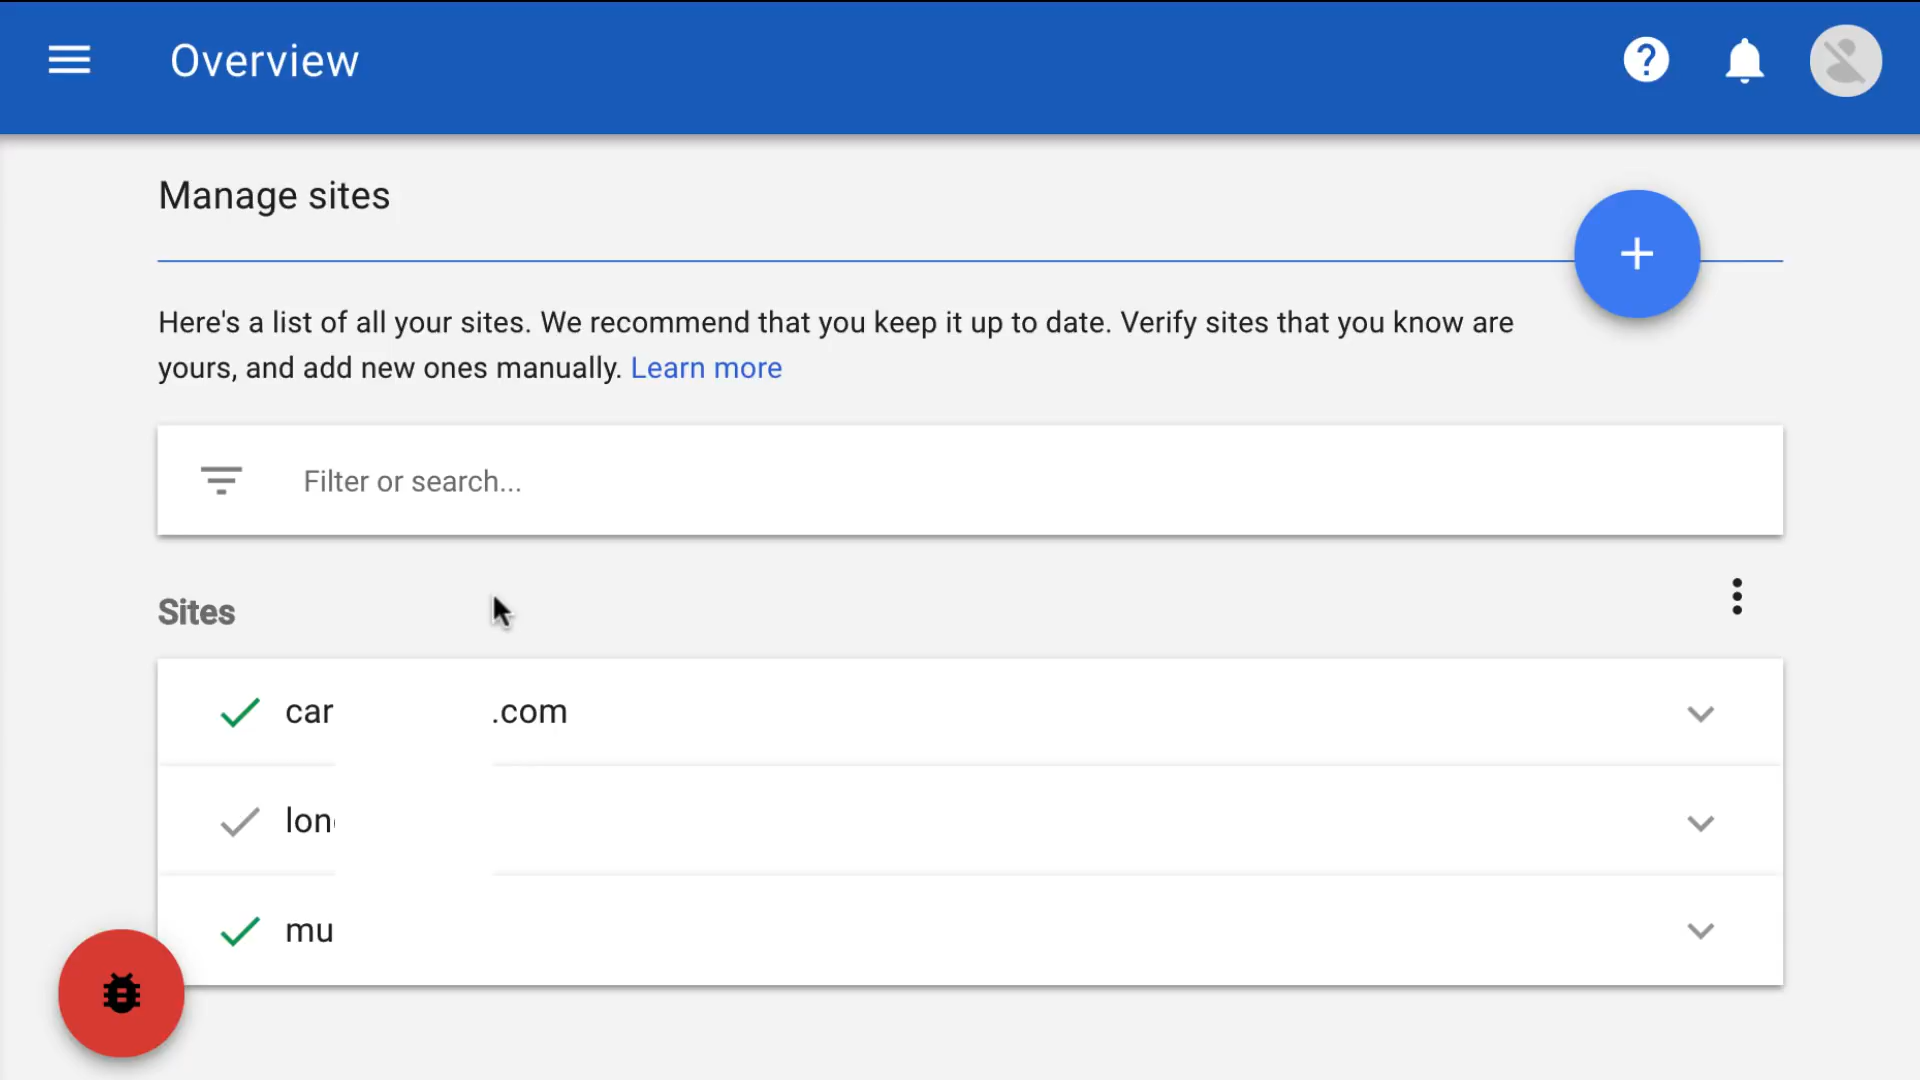 Overview
Manage sites
Here's a list of all your sites. We recommend that you keep it up to date. Verify sites that you know are
yours, and add new ones manually. Learn more
Filter or search...
Sites
car .com
lon
mu